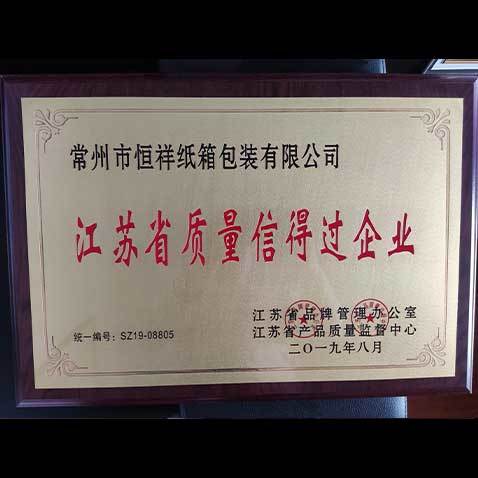 常州市恒祥纸箱包装有限公司
江苏省质量信得过企业
江苏省品牌管理办公室
江苏省产品质量监督中心
统一编号：SZ19-08805
二〇一九年八月